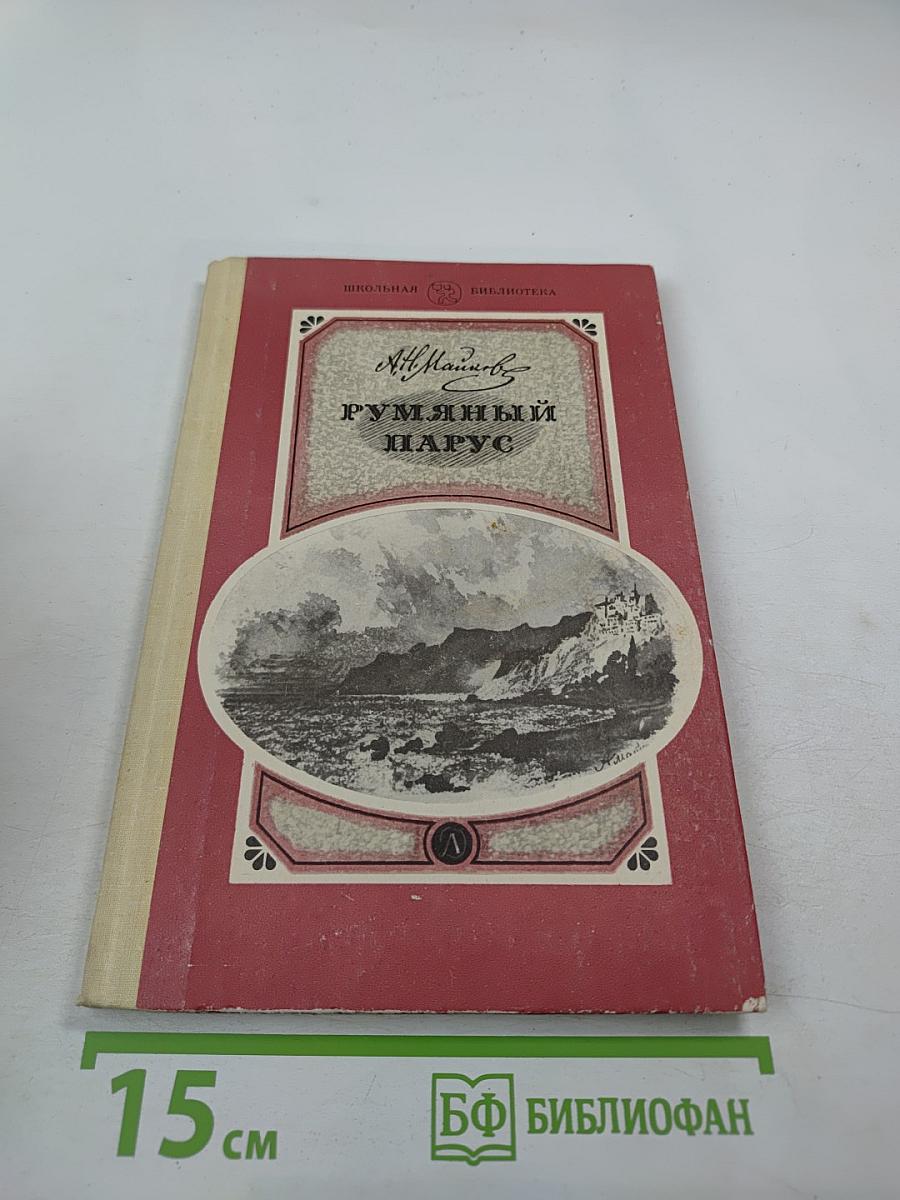 ШКОЛЬНАЯ БИБЛИОТЕКА
А.Н. Майков
РУМЯНЫЙ
ПАРУС
Л
15 см
БФ БИБЛИОФАН